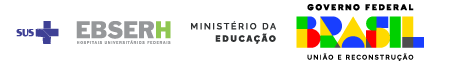 SUS
EBSERH
HOSPITAIS UNIVERSITÁRIOS FEDERAIS
MINISTÉRIO DA
EDUCAÇÃO
GOVERNO FEDERAL
BRASIL
UNIÃO E RECONSTRUÇÃO